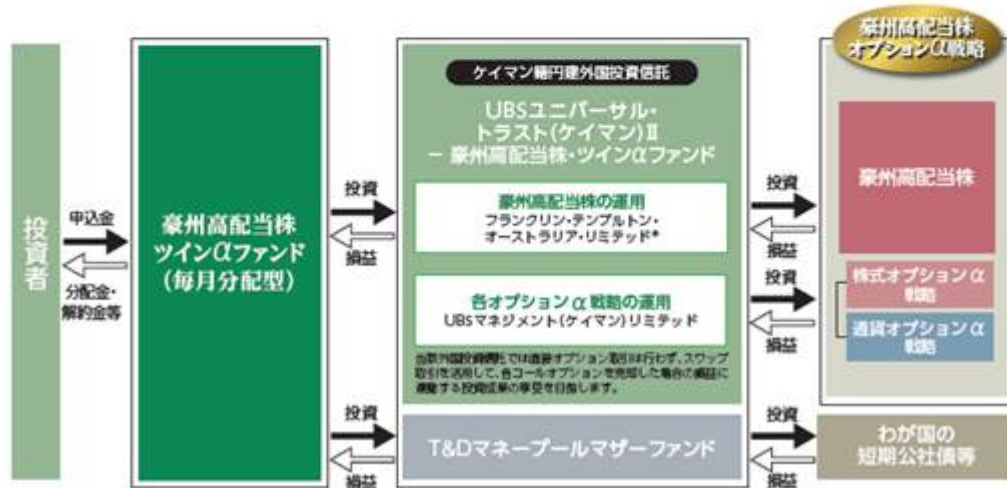 投資者
申込金
分配金・
解約金等
豪州高配当株
ツインαファンド
(毎月分配型)
投資
損益
投資
損益
ケイマン籍円建外国投資信託
UBSユニバーサル・
トラスト(ケイマン)Ⅱ
− 豪州高配当株・ツインαファンド
豪州高配当株の運用
フランクリン・テンプルトン・
オーストラリア・リミテッド*
各オプションα戦略の運用
UBSマネジメント(ケイマン)リミテッド
当該外国投資信託では直接オプション取引は行わず、スワップ
取引を活用して、各コールオプションを売却した場合の損益に
連動する投資成果の享受を目指します。
T&Dマネープールマザーファンド
投資
損益
投資
損益
投資
損益
豪州高配当株
オプションα戦略
豪州高配当株
株式オプションα
戦略
通貨オプションα
戦略
わが国の
短期公社債等